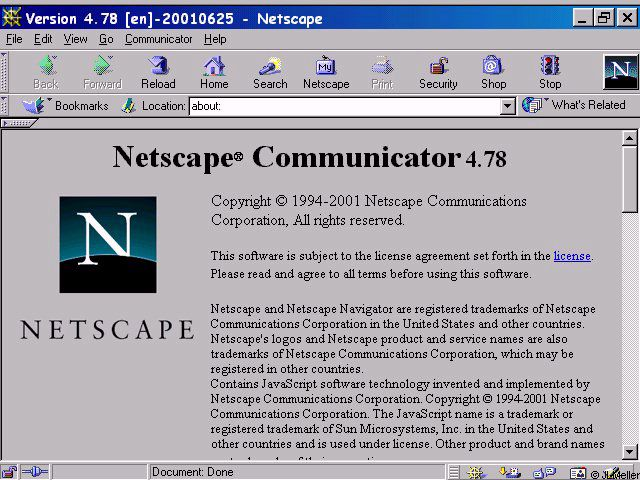 Version 4.78 [en]-20010625 - Netscape
File Edit View Go Communicator Help
Back Forward Reload Home Search Netscape Print Security Shop Stop
My
N
Bookmarks Location: about: What's Related
Netscape® Communicator 4.78
N
NETSCAPE
Copyright © 1994-2001 Netscape Communications
Corporation, All rights reserved.
This software is subject to the license agreement set forth in the license.
Please read and agree to all terms before using this software.
Netscape and Netscape Navigator are registered trademarks of Netscape
Communications Corporation in the United States and other countries.
Netscape's logos and Netscape product and service names are also
trademarks of Netscape Communications Corporation, which may be
registered in other countries.
Contains JavaScript software technology invented and implemented by
Netscape Communications Corporation. Copyright © 1994-2001 Netscape
Communications Corporation. The JavaScript name is a trademark or
registered trademark of Sun Microsystems, Inc. in the United States and
other countries and is used under license. Other product and brand names
Document: Done